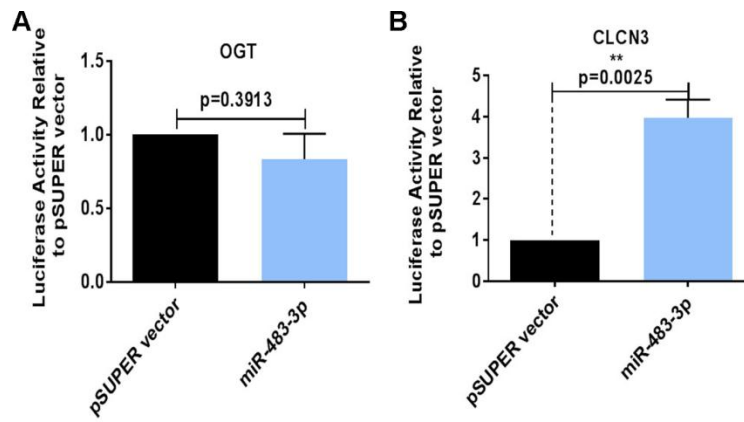 A
OGT
Luciferase Activity Relative
to pSUPER vector
1.5
1.0
0.5
0.0
p=0.3913
pSUPER vector
miR-483-3p
B
CLCN3
**
p=0.0025
Luciferase Activity Relative
to pSUPER vector
5
4
3
2
1
0
pSUPER vector
miR-483-3p